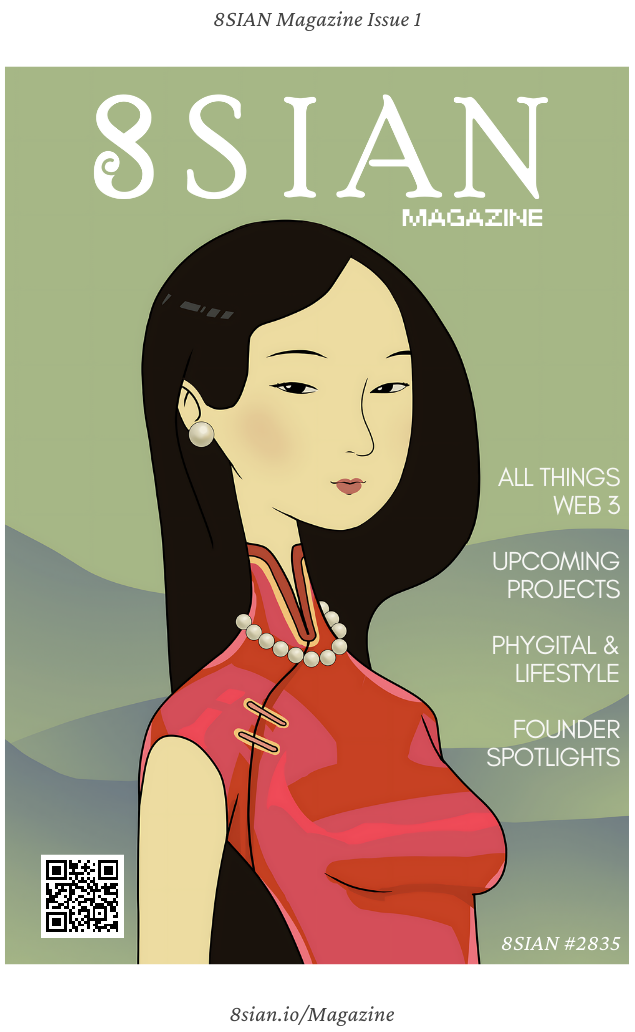 8SIAN Magazine Issue 1
8SIAN
MAGAZINE
ALL THINGS
WEB 3
UPCOMING
PROJECTS
PHYGITAL &
LIFESTYLE
FOUNDER
SPOTLIGHTS
8SIAN #2835
8sian.io/Magazine